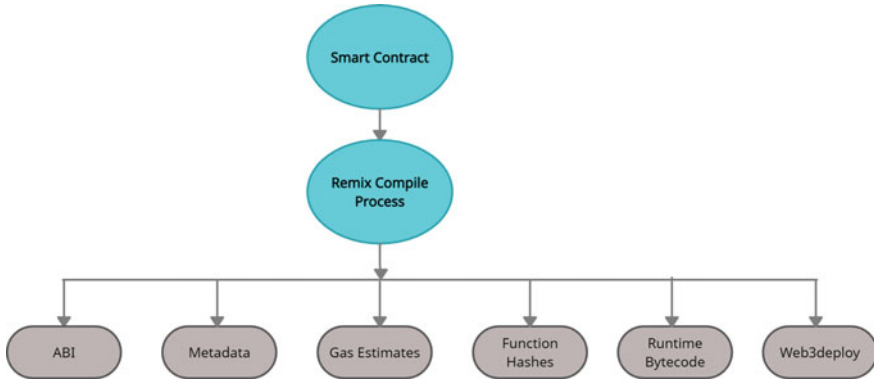 Smart Contract
Remix Compile
Process
ABI
Metadata
Gas Estimates
Function
Hashes
Runtime
Bytecode
Web3deploy